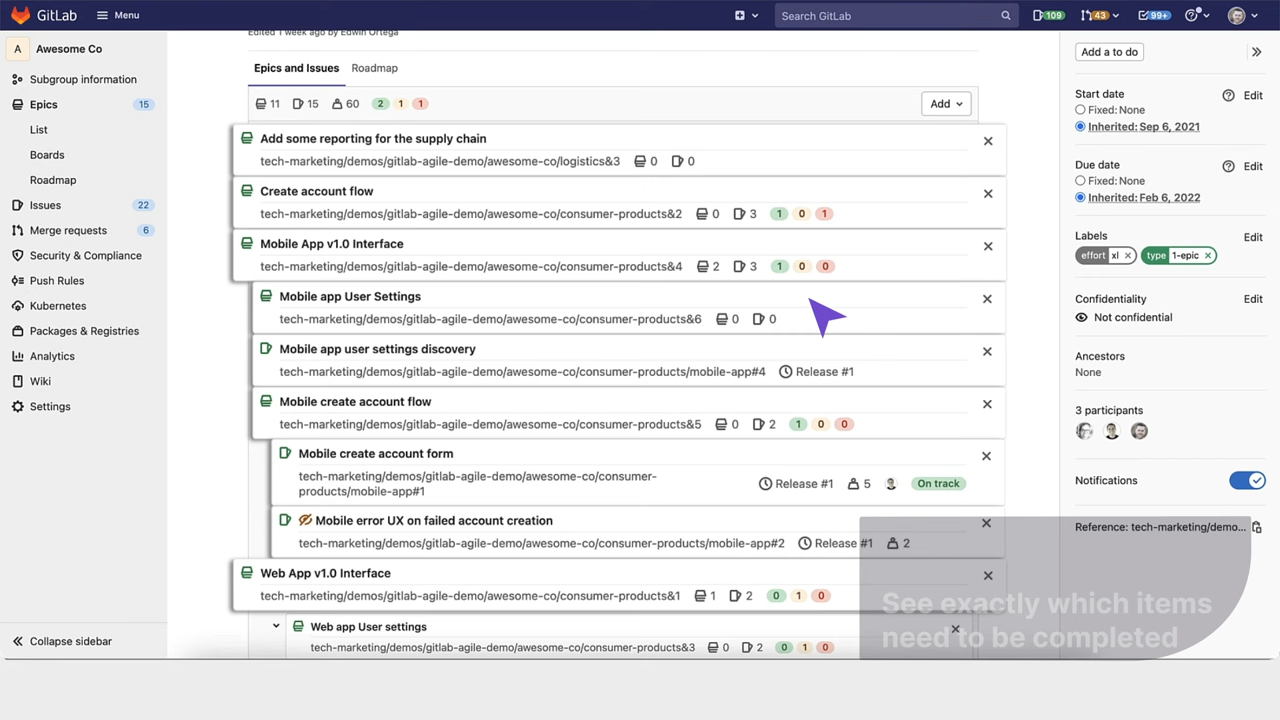 GitLab
Menu
Search GitLab
109
43
99+
A
Awesome Co
Subgroup information
Epics
15
List
Boards
Roadmap
Issues
22
Merge requests
6
Security & Compliance
Push Rules
Kubernetes
Packages & Registries
Analytics
Wiki
Settings
Collapse sidebar
Edited 1 week ago by Edwin Ortega
Epics and Issues
Roadmap
11 15 60 2 1 1
Add
Add some reporting for the supply chain
tech-marketing/demos/gitlab-agile-demo/awesome-co/logistics&3 0 0
Create account flow
tech-marketing/demos/gitlab-agile-demo/awesome-co/consumer-products&2 0 3 1 0 1
Mobile App v1.0 Interface
tech-marketing/demos/gitlab-agile-demo/awesome-co/consumer-products&4 2 3 1 0 0
Mobile app User Settings
tech-marketing/demos/gitlab-agile-demo/awesome-co/consumer-products&6 0 0
Mobile app user settings discovery
tech-marketing/demos/gitlab-agile-demo/awesome-co/consumer-products/mobile-app#4 Release #1
Mobile create account flow
tech-marketing/demos/gitlab-agile-demo/awesome-co/consumer-products&5 0 2 1 0 0
Mobile create account form
tech-marketing/demos/gitlab-agile-demo/awesome-co/consumer-
products/mobile-app#1
Release #1 5 On track
Mobile error UX on failed account creation
tech-marketing/demos/gitlab-agile-demo/awesome-co/consumer-products/mobile-app#2 Release #1 2
Web App v1.0 Interface
tech-marketing/demos/gitlab-agile-demo/awesome-co/consumer-products&1 1 2 0 1 0
Web app User settings
tech-marketing/demos/gitlab-agile-demo/awesome-co/consumer-products&3 0 2 0 1 0
Add a to do
Start date
Edit
Fixed: None
Inherited: Sep 6, 2021
Due date
Edit
Fixed: None
Inherited: Feb 6, 2022
Labels
Edit
effort xl
type 1-epic
Confidentiality
Edit
Not confidential
Ancestors
None
3 participants
Notifications
Reference: tech-marketing/demo...
See exactly which items
need to be completed